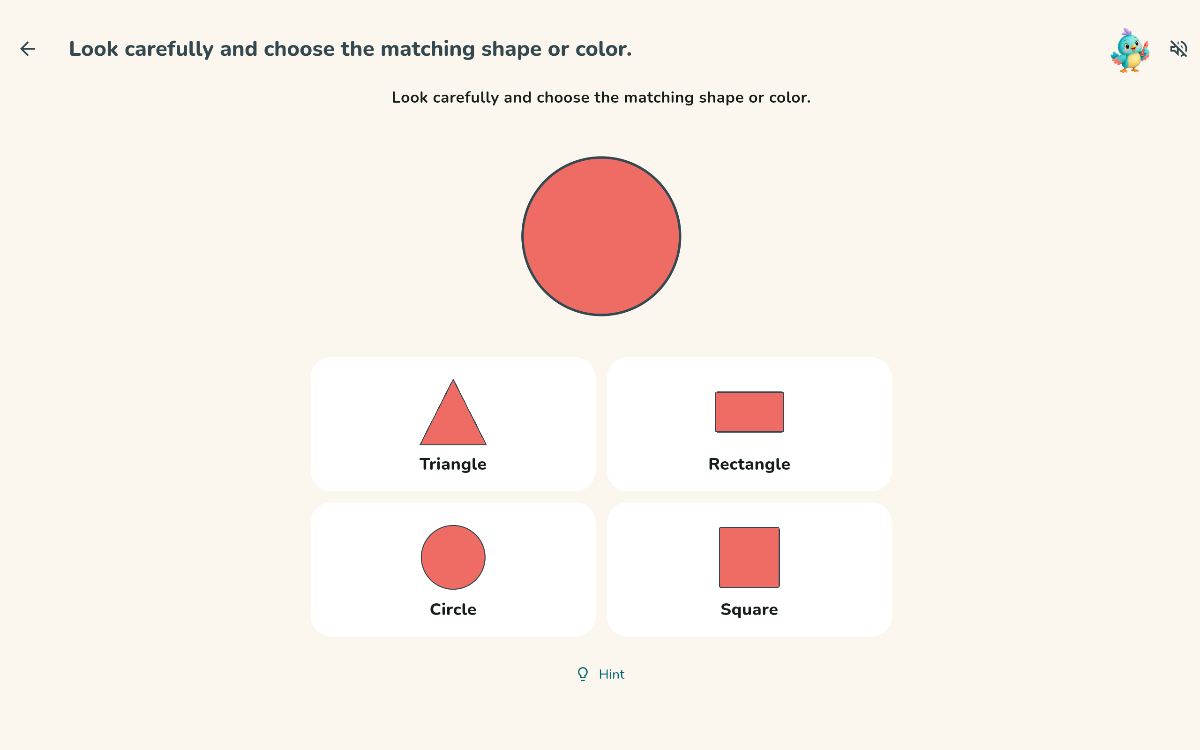 Look carefully and choose the matching shape or color.
Look carefully and choose the matching shape or color.
Triangle
Rectangle
Circle
Square
Hint